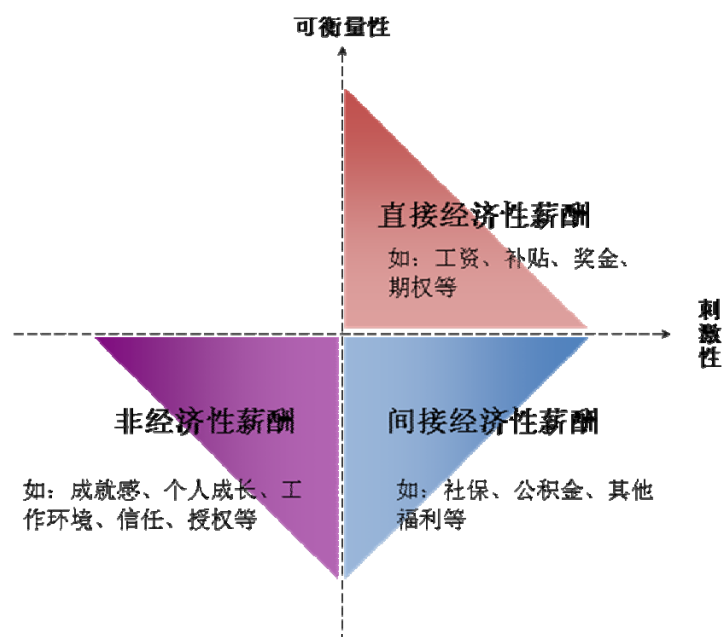 可衡量性
直接经济性薪酬
如：工资、补贴、奖金、
期权等
刺激性
非经济性薪酬
如：成就感、个人成长、工
作环境、信任、授权等
间接经济性薪酬
如：社保、公积金、其他
福利等